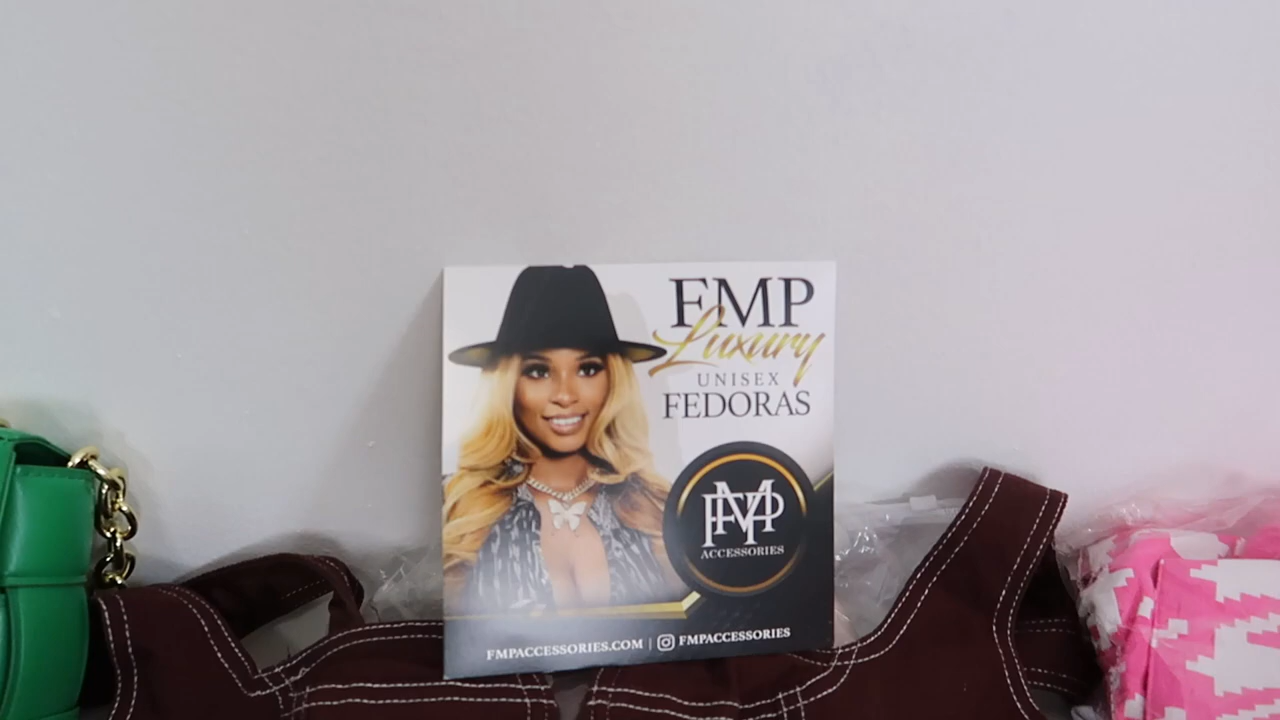 FMP
Luxury
UNISEX
FEDORAS
FMP
ACCESSORIES
FMPACCESSORIES.COM | FMPACCESSORIES